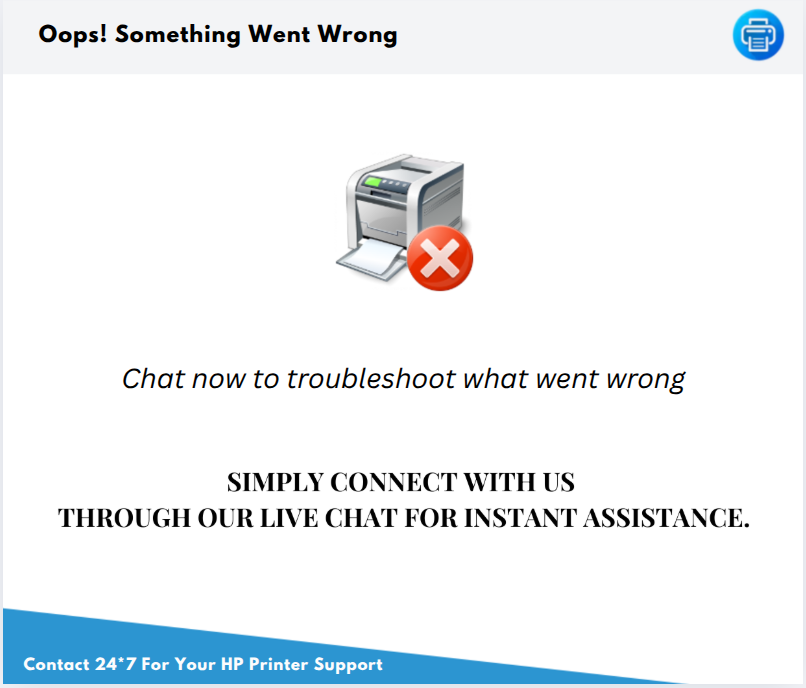 Oops! Something Went Wrong
Chat now to troubleshoot what went wrong
SIMPLY CONNECT WITH US
THROUGH OUR LIVE CHAT FOR INSTANT ASSISTANCE.
Contact 24*7 For Your HP Printer Support